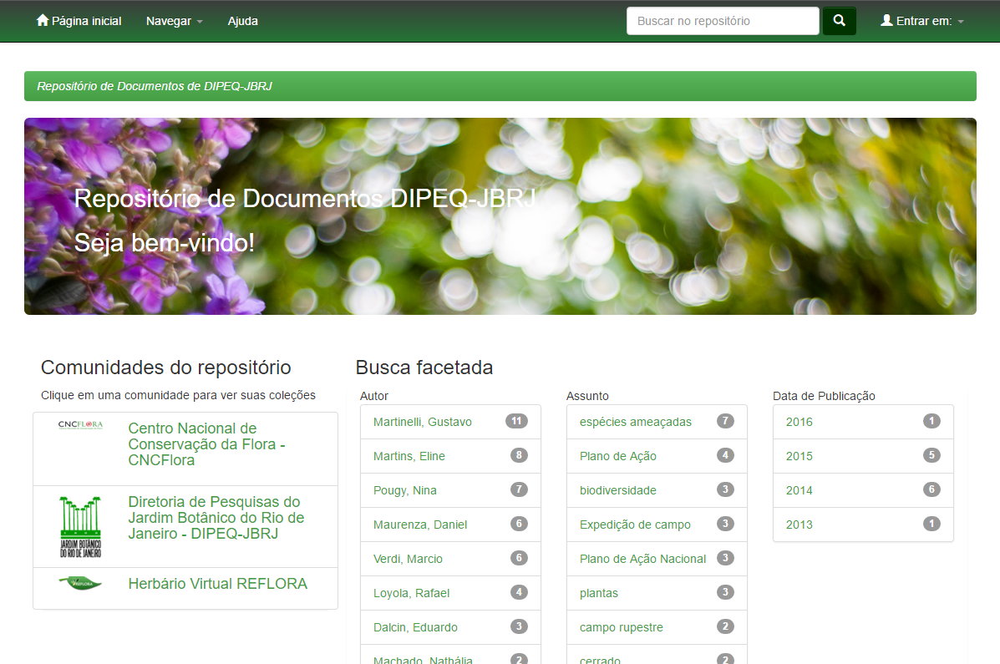 Página inicial
Navegar
Ajuda
Buscar no repositório
Entrar em:
Repositório de Documentos de DIPEQ-JBRJ
Repositório de Documentos DIPEQ-JBRJ
Seja bem-vindo!
Comunidades do repositório
Clique em uma comunidade para ver suas coleções
CNCFLORA
Centro Nacional de
Conservação da Flora -
CNCFlora
JARDIM BOTÂNICO
DO RIO DE JANEIRO
Diretoria de Pesquisas do
Jardim Botânico do Rio de
Janeiro - DIPEQ-JBRJ
REFLORA
Herbário Virtual REFLORA
Busca facetada
Autor
Martinelli, Gustavo 11
Martins, Eline 8
Pougy, Nina 7
Maurenza, Daniel 6
Verdi, Marcio 6
Loyola, Rafael 4
Dalcin, Eduardo 3
Machado, Nathália 2
Assunto
espécies ameaçadas 7
Plano de Ação 4
biodiversidade 3
Expedição de campo 3
Plano de Ação Nacional 3
plantas 3
campo rupestre 2
cerrado 2
Data de Publicação
2016 1
2015 5
2014 6
2013 1